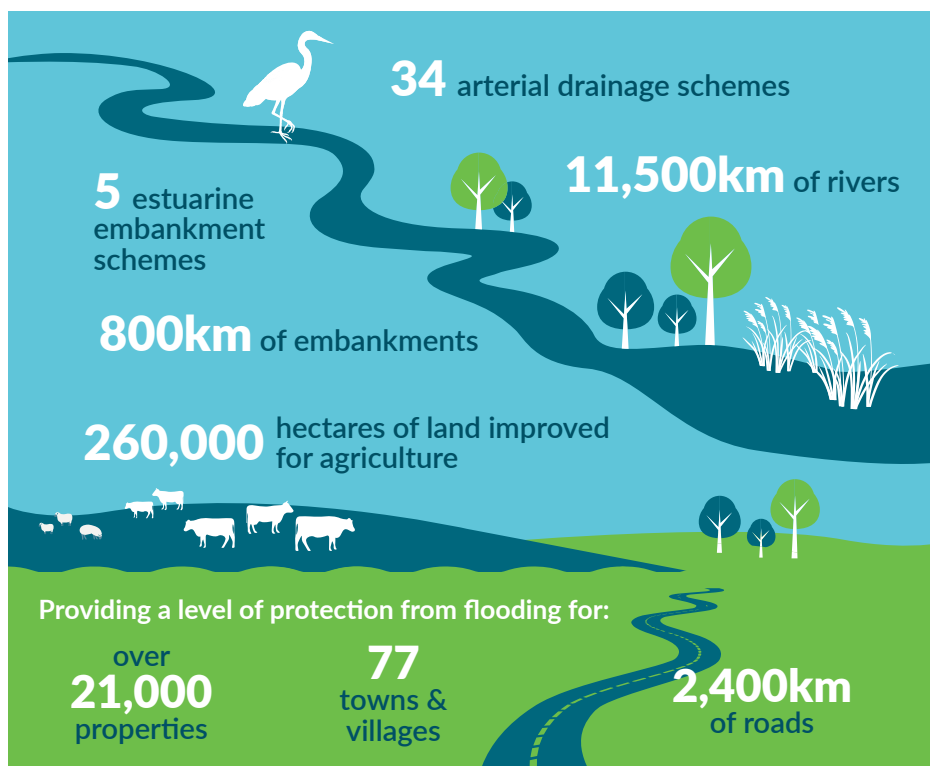 34 arterial drainage schemes
11,500km of rivers
5 estuarine
embankment
schemes
800km of embankments
260,000 hectares of land improved
for agriculture
Providing a level of protection from flooding for:
over
21,000
properties
77
towns &
villages
2,400km
of roads